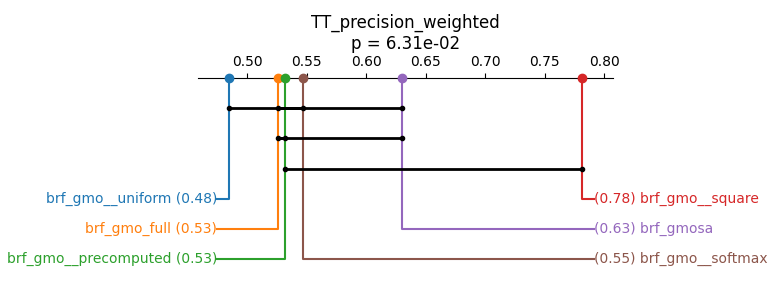 TT_precision_weighted
p = 6.31e-02
0.50 0.55 0.60 0.65 0.70 0.75 0.80
brf_gmo__uniform (0.48) (0.78) brf_gmo__square
brf_gmo_full (0.53) (0.63) brf_gmosa
brf_gmo__precomputed (0.53) (0.55) brf_gmo__softmax